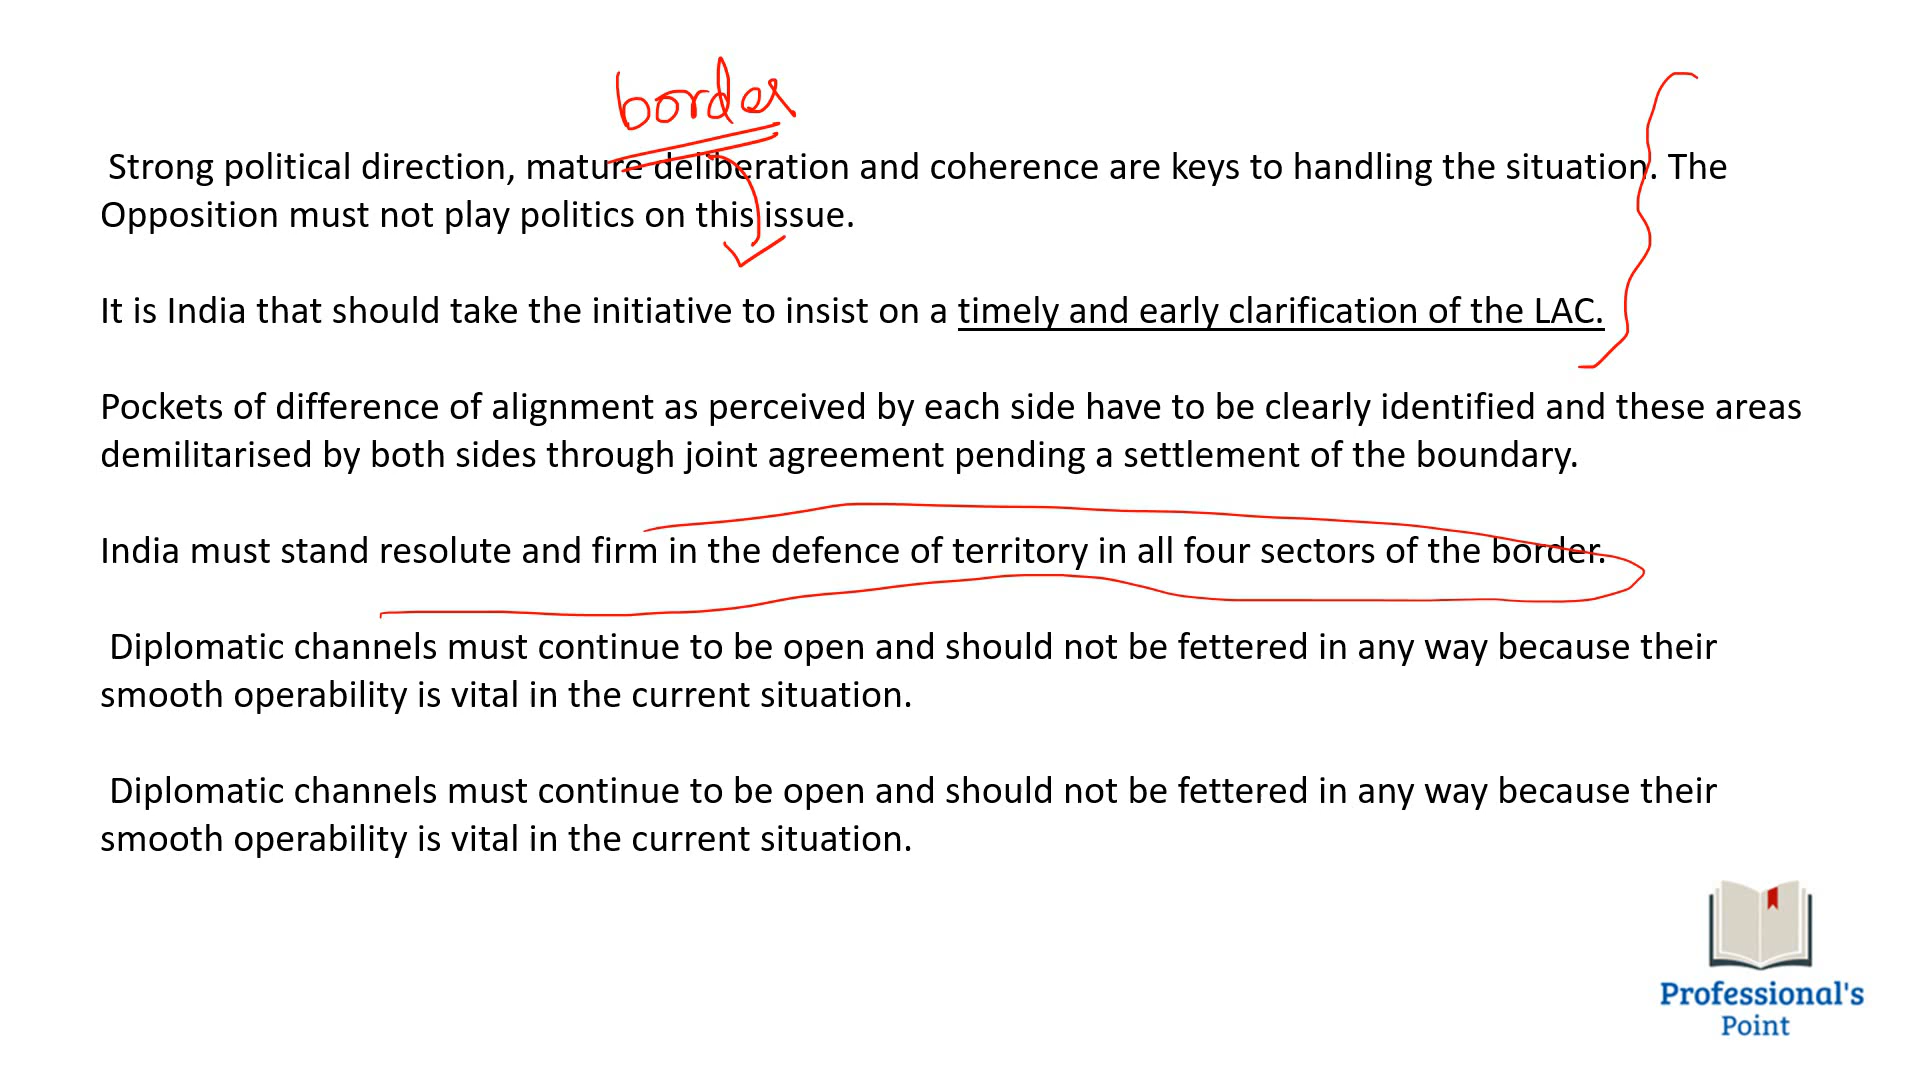 border
Strong political direction, mature deliberation and coherence are keys to handling the situation. The
Opposition must not play politics on this issue.
It is India that should take the initiative to insist on a timely and early clarification of the LAC.
Pockets of difference of alignment as perceived by each side have to be clearly identified and these areas
demilitarised by both sides through joint agreement pending a settlement of the boundary.
India must stand resolute and firm in the defence of territory in all four sectors of the border.
Diplomatic channels must continue to be open and should not be fettered in any way because their
smooth operability is vital in the current situation.
Diplomatic channels must continue to be open and should not be fettered in any way because their
smooth operability is vital in the current situation.
Professional's
Point